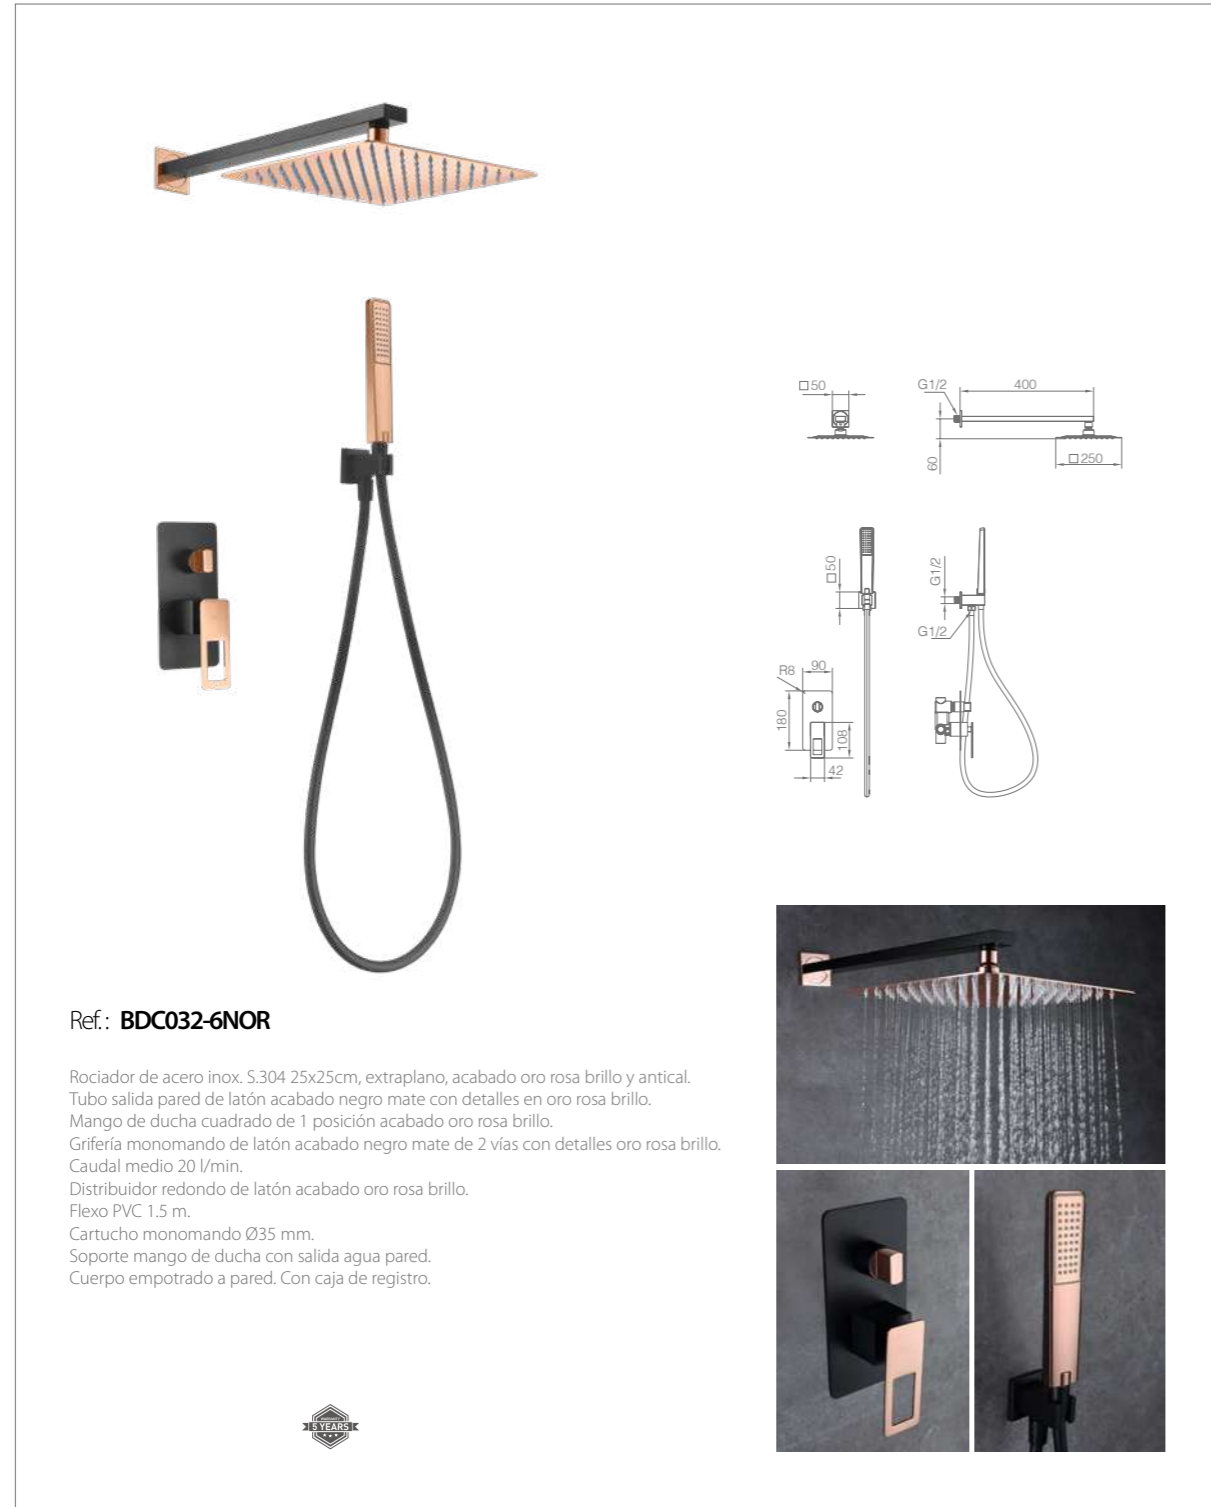 □50
G1/2
400
60
□250
□50
G1/2
G1/2
R8
90
180
108
42
Ref.: BDC032-6NOR
Rociador de acero inox. S.304 25x25cm, extraplano, acabado oro rosa brillo y antical.
Tubo salida pared de latón acabado negro mate con detalles en oro rosa brillo.
Mango de ducha cuadrado de 1 posición acabado oro rosa brillo.
Grifería monomando de latón acabado negro mate de 2 vías con detalles oro rosa brillo.
Caudal medio 20 l/min.
Distribuidor redondo de latón acabado oro rosa brillo.
Flexo PVC 1.5 m.
Cartucho monomando Ø35 mm.
Soporte mango de ducha con salida agua pared.
Cuerpo empotrado a pared. Con caja de registro.
5 YEARS